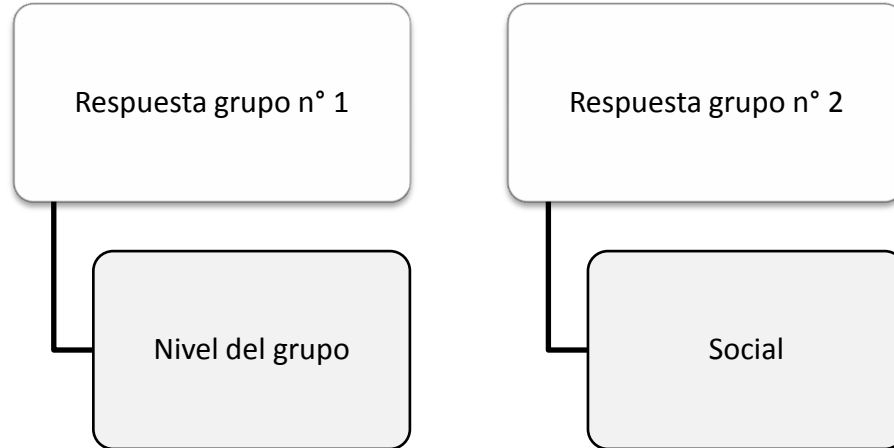 Respuesta grupo n° 1
Respuesta grupo n° 2
Nivel del grupo
Social